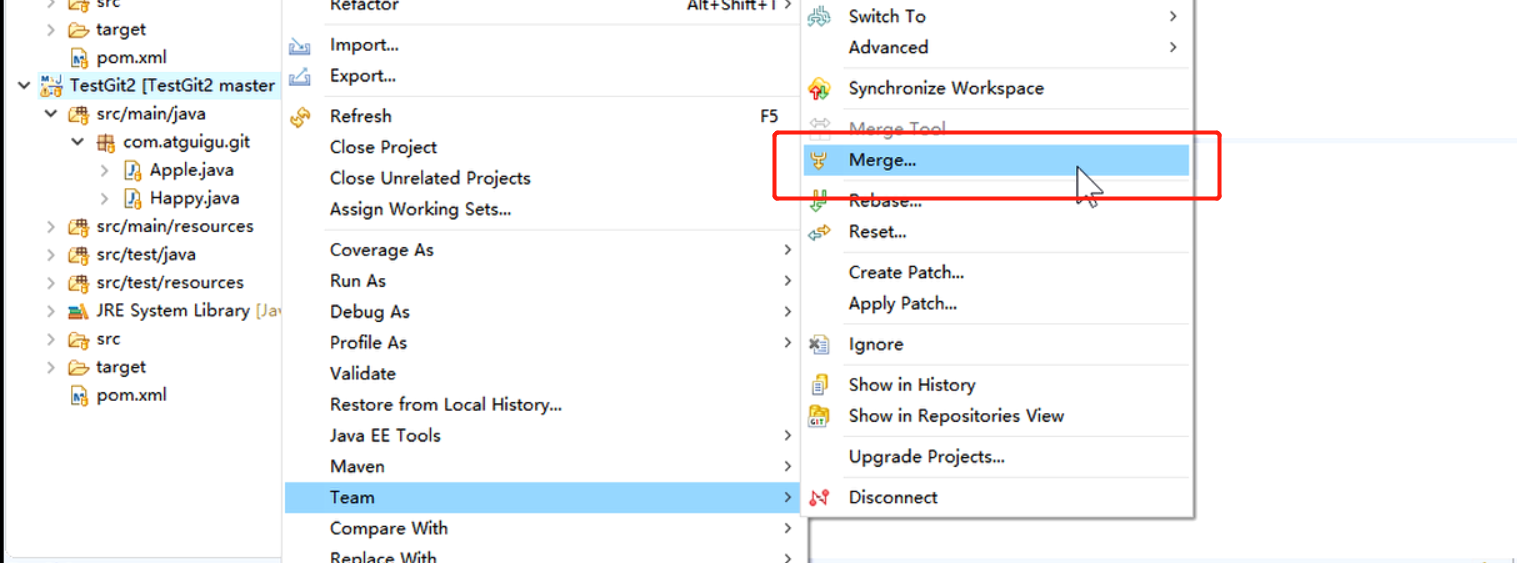 src
target
pom.xml
TestGit2 [TestGit2 master
src/main/java
com.atguigu.git
Apple.java
Happy.java
src/main/resources
src/test/java
src/test/resources
JRE System Library [Jav
src
target
pom.xml
Refactor Alt+Shift+T
Import...
Export...
Refresh F5
Close Project
Close Unrelated Projects
Assign Working Sets...
Coverage As
Run As
Debug As
Profile As
Validate
Restore from Local History...
Java EE Tools
Maven
Team
Compare With
Replace With
Switch To
Advanced
Synchronize Workspace
Merge Tool
Merge...
Rebase...
Reset...
Create Patch...
Apply Patch...
Ignore
Show in History
GIT Show in Repositories View
Upgrade Projects...
Disconnect